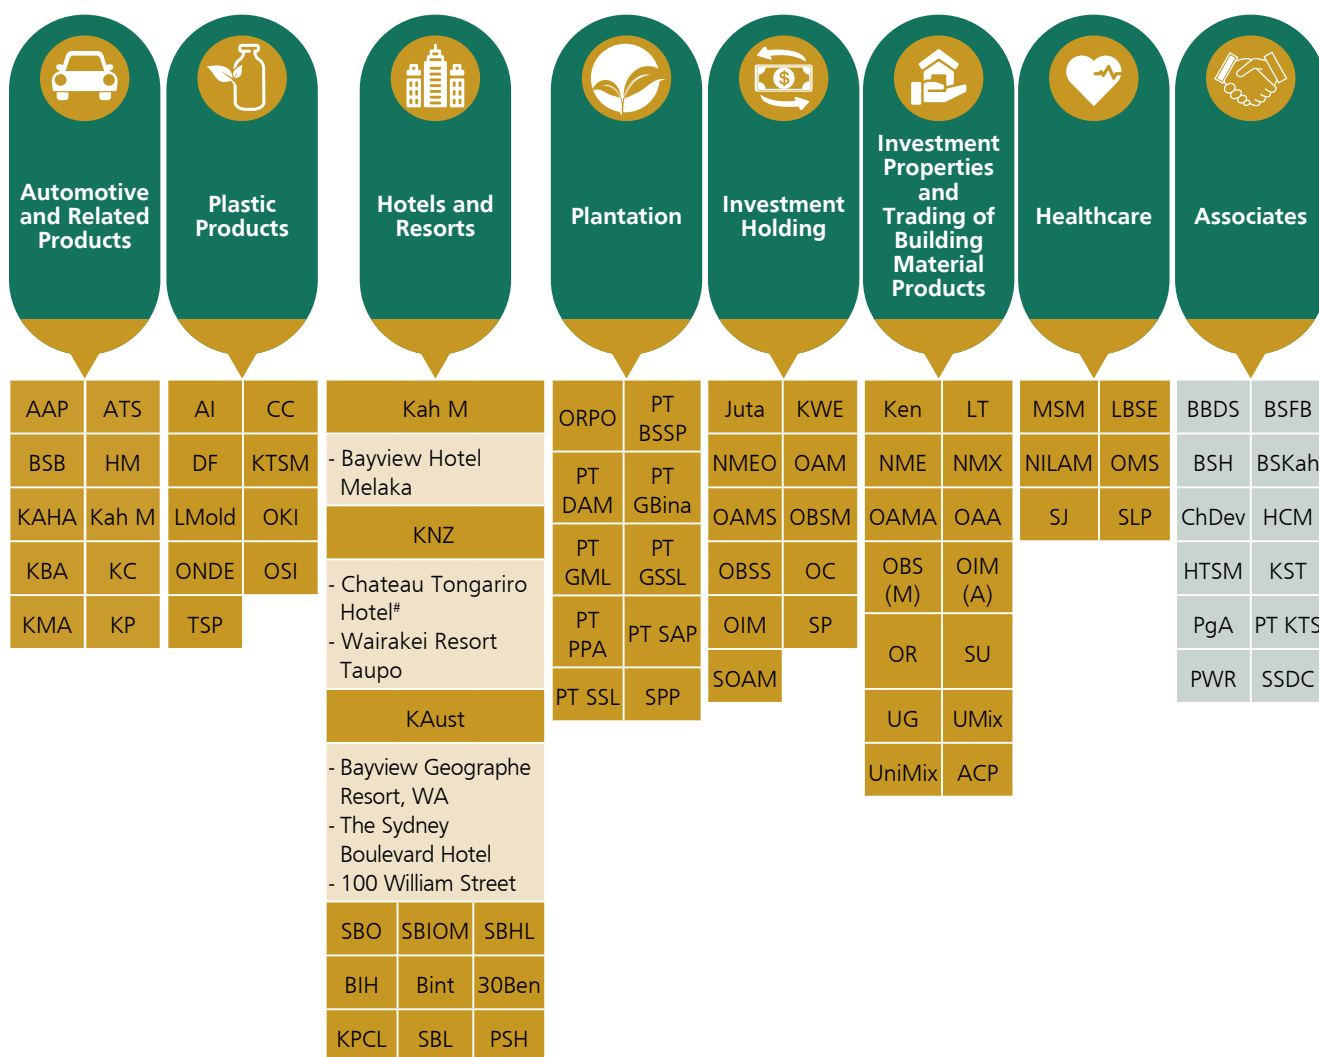 Automotive
and Related
Products
AAP ATS
BSB HM
KAHA Kah M
KBA KC
KMA KP
Plastic
Products
AI CC
DF KTSM
LMold OKI
ONDE OSI
TSP
Hotels and
Resorts
Kah M
- Bayview Hotel
Melaka
KNZ
- Chateau Tongariro
Hotel#
- Wairakei Resort
Taupo
KAust
- Bayview Geographe
Resort, WA
- The Sydney
Boulevard Hotel
- 100 William Street
SBO SBIOM SBHL
BIH Bint 30Ben
KPCL SBL PSH
Plantation
ORPO
PT
BSSP
PT
DAM
PT
GBina
PT
GML
PT
GSSL
PT
PPA
PT SAP
PT SSL SPP
Investment
Holding
Juta KWE
NMEO OAM
OAMS OBSM
OBSS OC
OIM SP
SOAM
Investment
Properties
and
Trading of
Building
Material
Products
Ken LT
NME NMX
OAMA OAA
OBS
(M)
OIM
(A)
OR SU
UG UMix
UniMix ACP
Healthcare
MSM LBSE
NILAM OMS
SJ SLP
Associates
BBDS BSFB
BSH BSKah
ChDev HCM
HTSM KST
PgA PT KTS
PWR SSDC
$